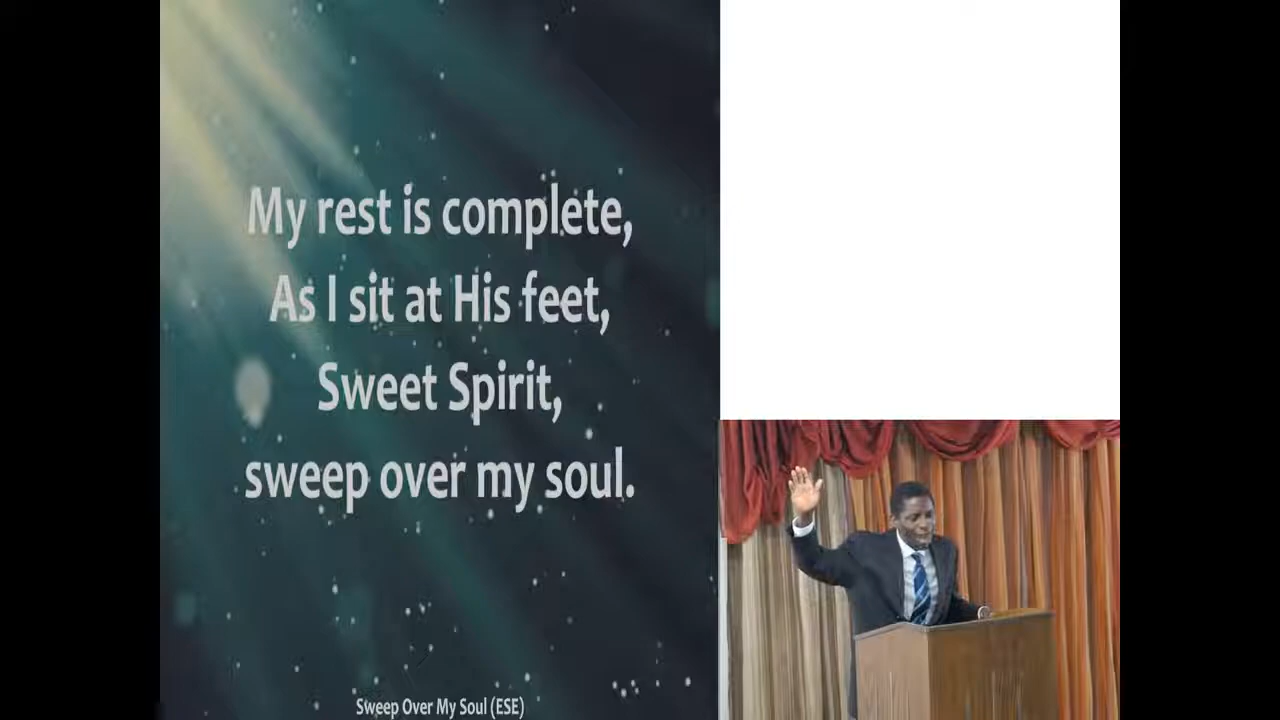 My rest is complete,
As I sit at His feet,
Sweet Spirit,
sweep over my soul.
Sweep Over My Soul (ESE)